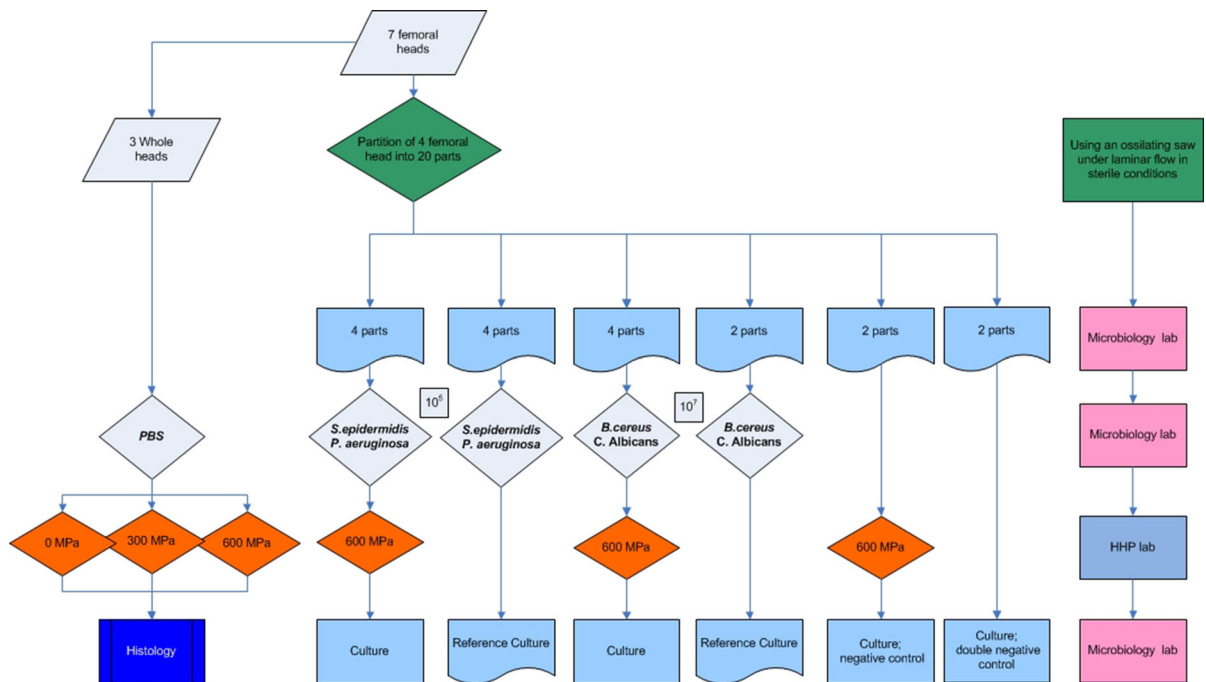 7 femoral
heads
3 Whole
heads
Partition of 4 femoral
head into 20 parts
Using an ossilating saw
under laminar flow in
sterile conditions
4 parts
4 parts
4 parts
2 parts
2 parts
2 parts
Microbiology lab
PBS
S.epidermidis
P. aeruginosa
10⁵
S.epidermidis
P. aeruginosa
B.cereus
C. Albicans
10⁷
B.cereus
C. Albicans
Microbiology lab
0 MPa
300 MPa
600 MPa
600 MPa
600 MPa
600 MPa
HHP lab
Histology
Culture
Reference Culture
Culture
Reference Culture
Culture;
negative control
Culture;
double negative
control
Microbiology lab